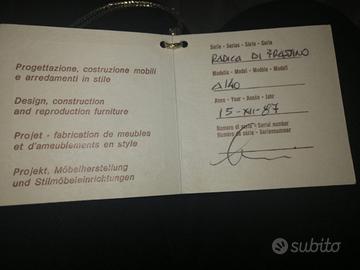 Progettazione, costruzione mobili
e arredamenti in stile
Design, construction
and reproduction furniture
Projet - fabrication de meubles
et d'ameublements en style
Projekt, Möbelherstellung
und Stilmöbeleinrichtungen
Serie - Series - Série - Serie
RADICA DI FRASSINO
Modello - Model - Modèle - Modell
Anno - Year - Année - Jahr
15-XII-87
Numero di serie - Serial number
Numéro de série - Seriennummer
subito